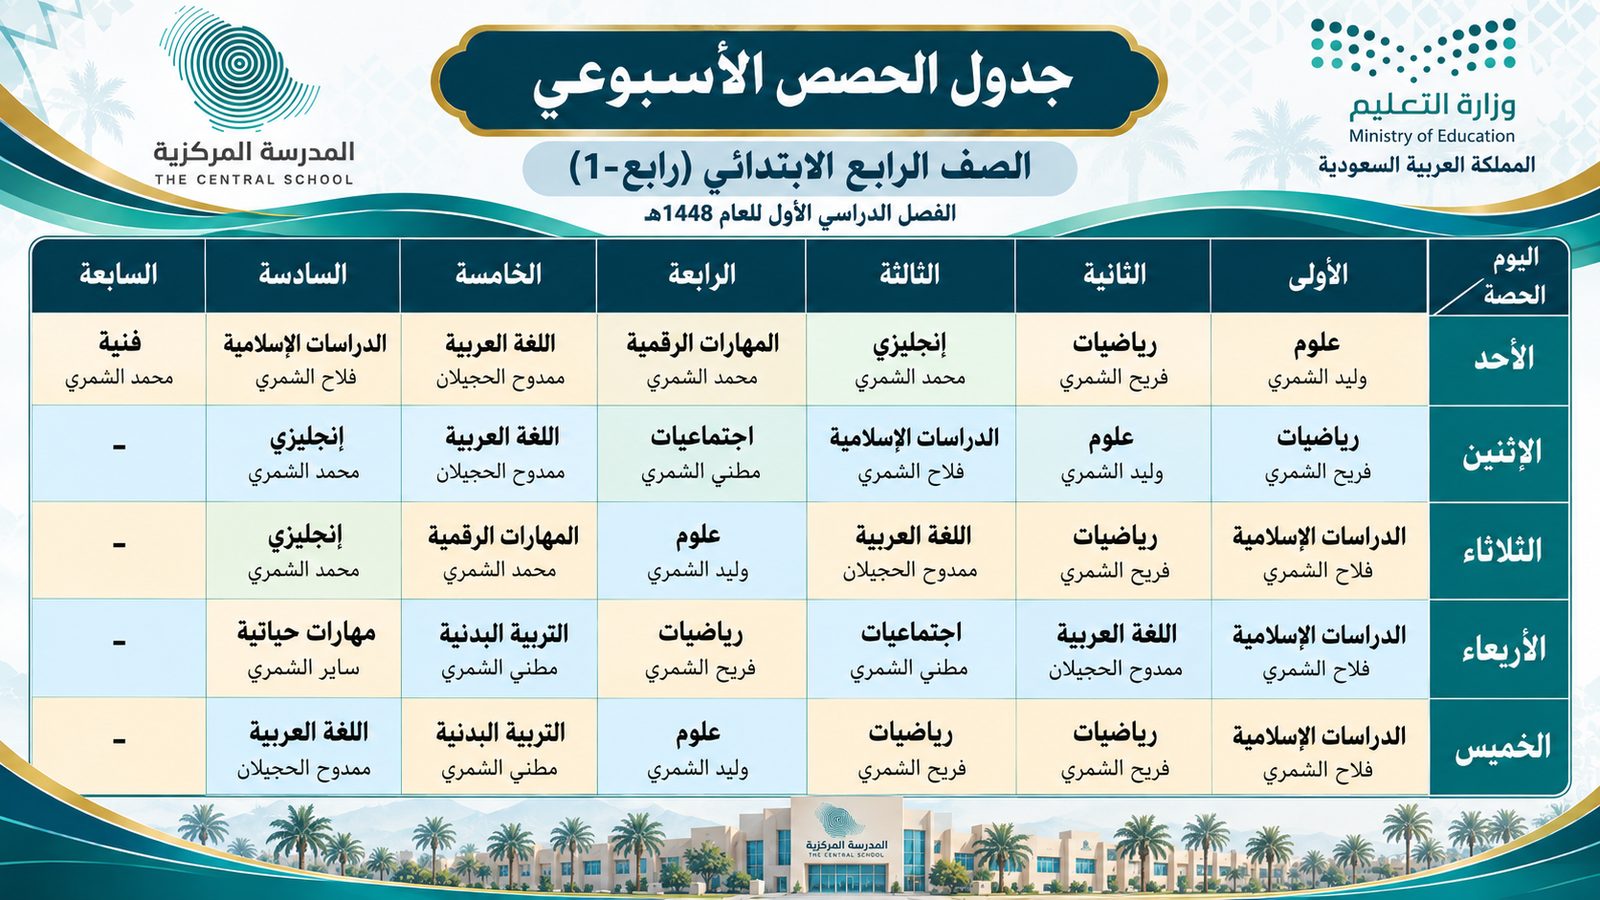 المدرسة المركزية
THE CENTRAL SCHOOL
جدول الحصص الأسبوعي
الصف الرابع الابتدائي (رابع-1)
الفصل الدراسي الأول للعام 1448هـ
وزارة التعليم
Ministry of Education
المملكة العربية السعودية
اليوم / الحصة الأولى الثانية الثالثة الرابعة الخامسة السادسة السابعة
الأحد
علوم رياضيات إنجليزي المهارات الرقمية اللغة العربية الدراسات الإسلامية فنية
وليد الشمري فريح الشمري محمد الشمري محمد الشمري ممدوح الحجيلان فلاح الشمري محمد الشمري
الإثنين
رياضيات علوم الدراسات الإسلامية اجتماعيات اللغة العربية إنجليزي -
فريح الشمري وليد الشمري فلاح الشمري مطني الشمري ممدوح الحجيلان محمد الشمري
الثلاثاء
الدراسات الإسلامية رياضيات اللغة العربية علوم المهارات الرقمية إنجليزي -
فلاح الشمري فريح الشمري ممدوح الحجيلان وليد الشمري محمد الشمري محمد الشمري
الأربعاء
الدراسات الإسلامية اللغة العربية اجتماعيات رياضيات التربية البدنية مهارات حياتية -
فلاح الشمري ممدوح الحجيلان مطني الشمري فريح الشمري مطني الشمري ساير الشمري
الخميس
الدراسات الإسلامية رياضيات رياضيات علوم التربية البدنية اللغة العربية -
فلاح الشمري فريح الشمري فريح الشمري وليد الشمري مطني الشمري ممدوح الحجيلان
المدرسة المركزية
THE CENTRAL SCHOOL